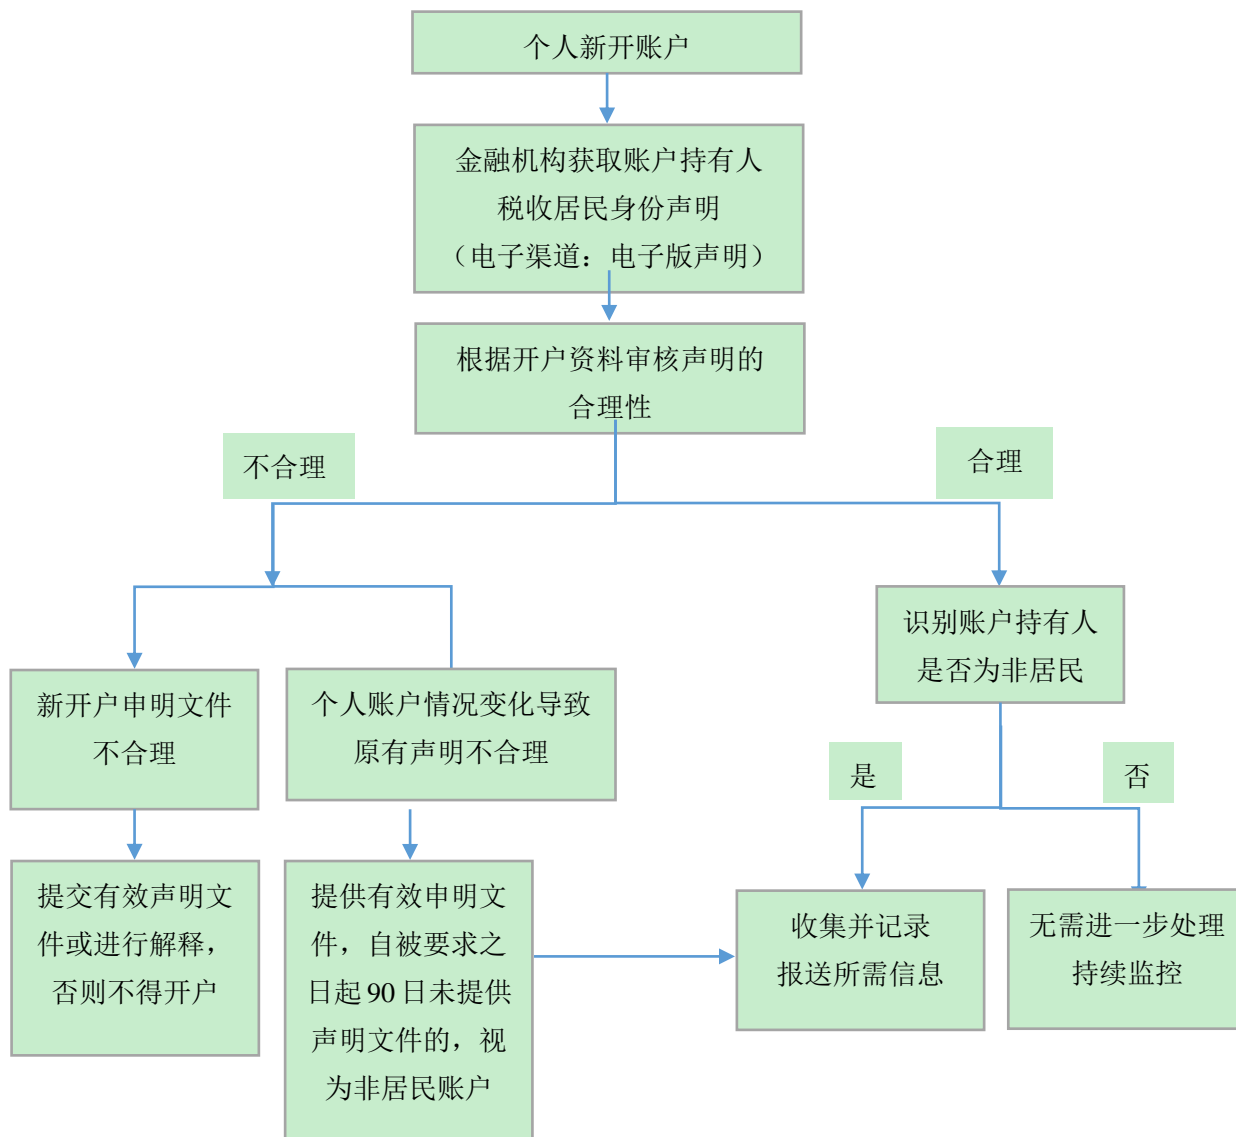 个人新开账户
金融机构获取账户持有人
税收居民身份声明
（电子渠道：电子版声明）
根据开户资料审核声明的
合理性
不合理
合理
识别账户持有人
是否为非居民
新开户申明文件
不合理
个人账户情况变化导致
原有声明不合理
是
否
提交有效声明文
件或进行解释，
否则不得开户
提供有效申明文
件，自被要求之
日起 90 日未提供
声明文件的，视
为非居民账户
收集并记录
报送所需信息
无需进一步处理
持续监控